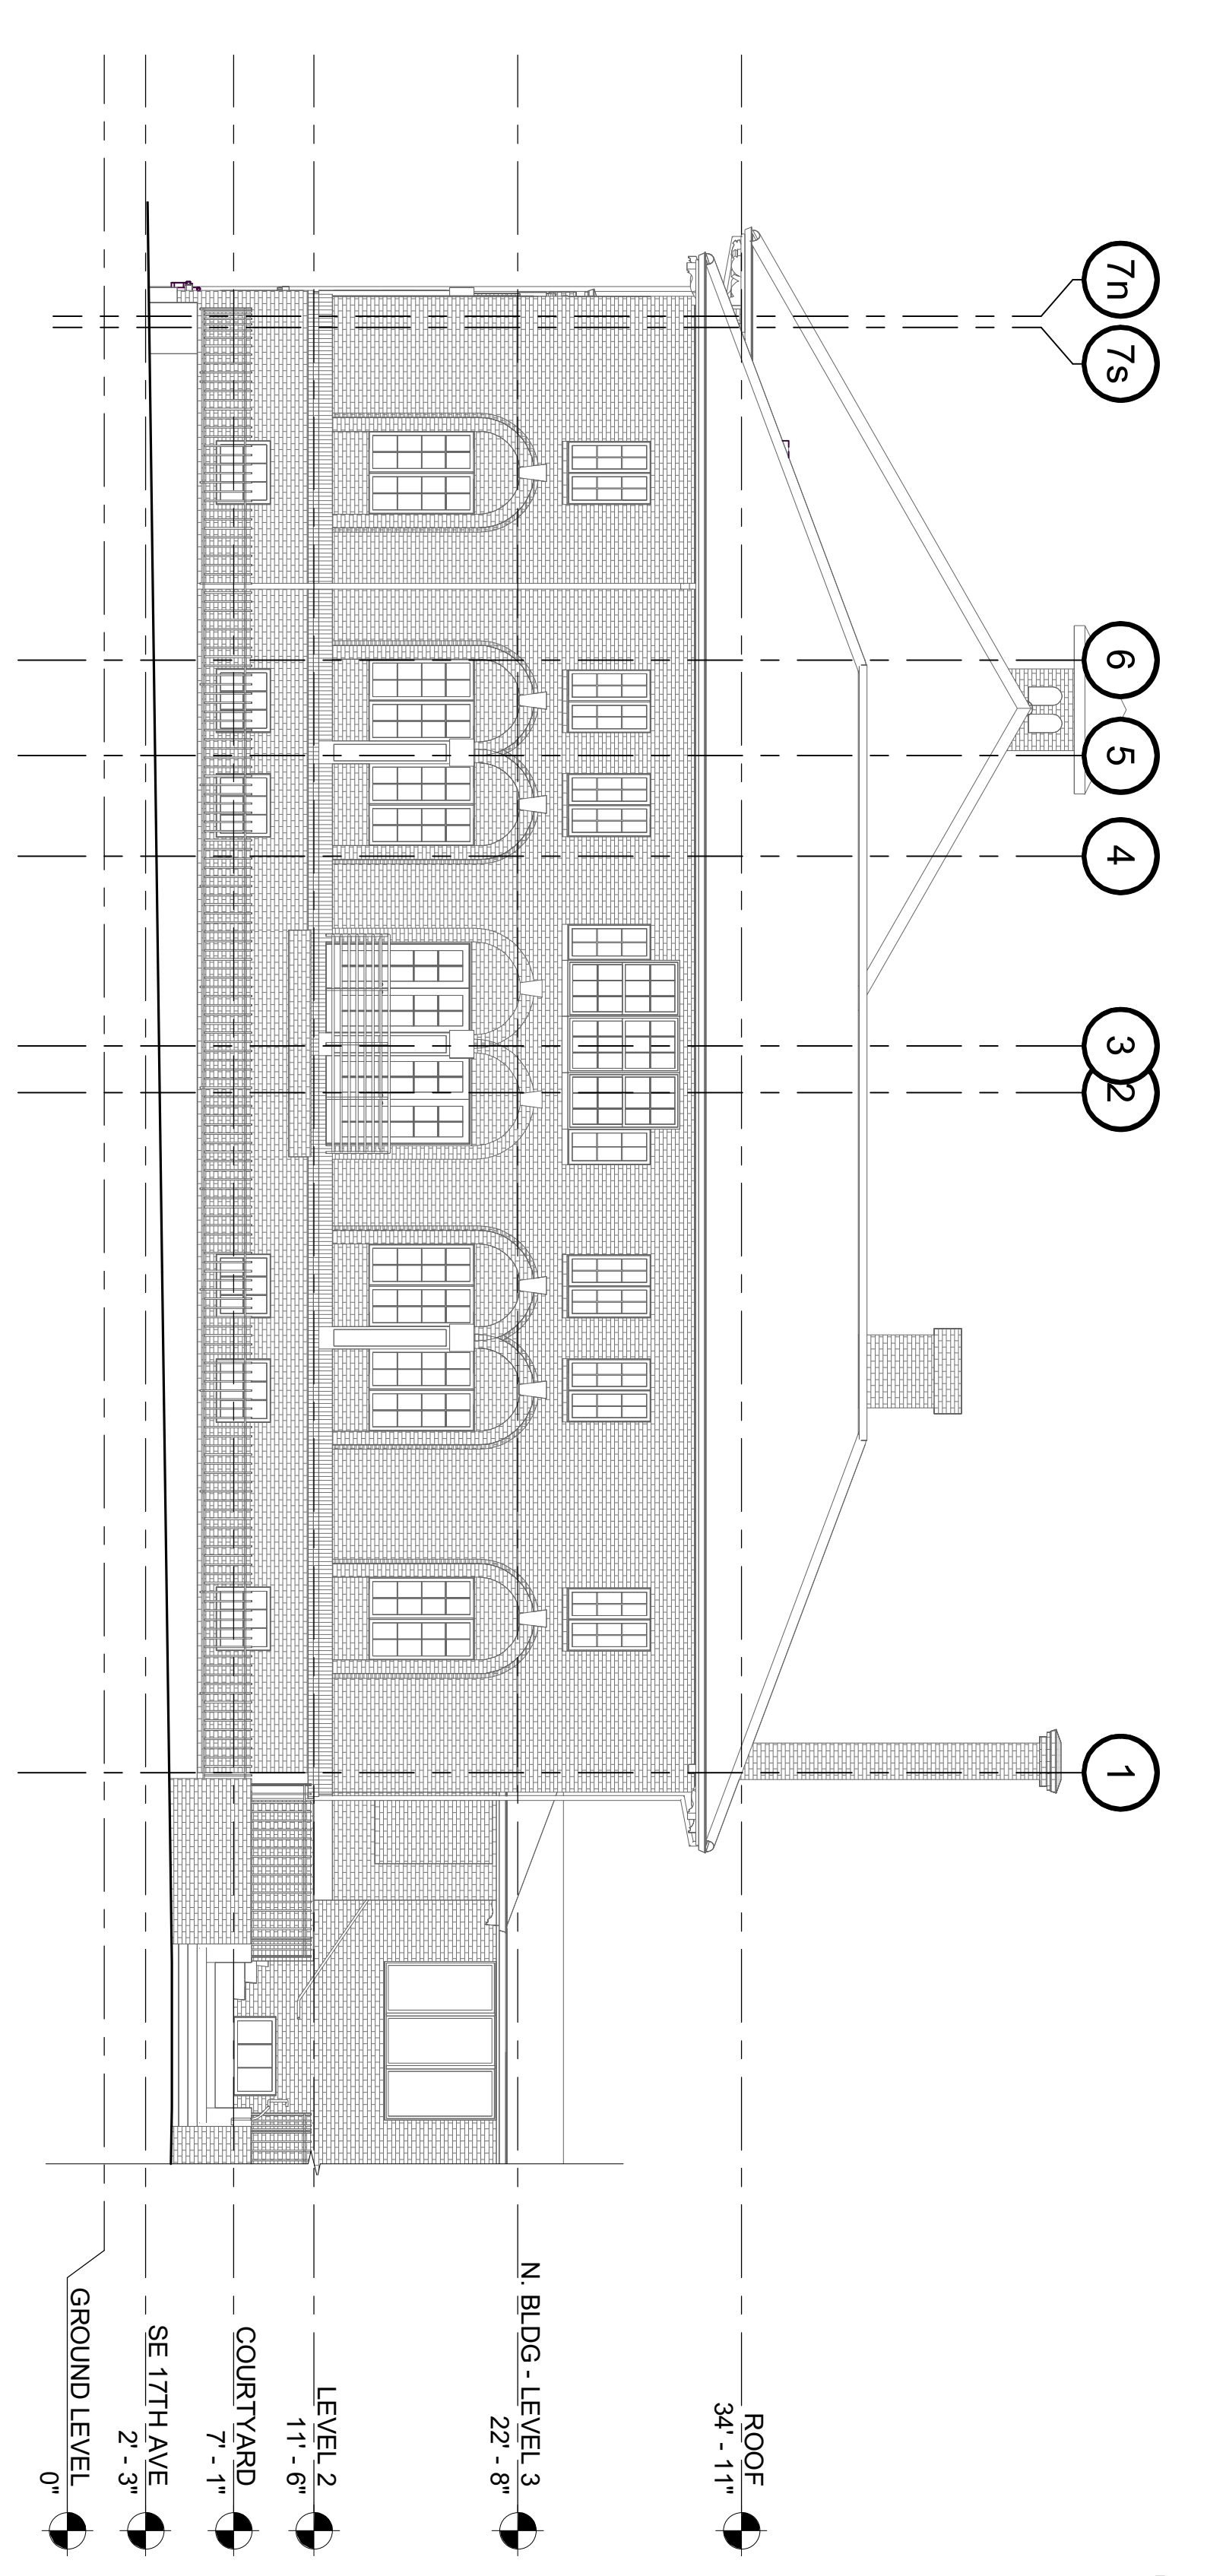 7n
7s
6
5
4
3
2
1
ROOF
34' - 11"
N. BLDG - LEVEL 3
22' - 8"
LEVEL 2
11' - 6"
COURTYARD
7' - 1"
SE 17TH AVE
2' - 3"
GROUND LEVEL
0"